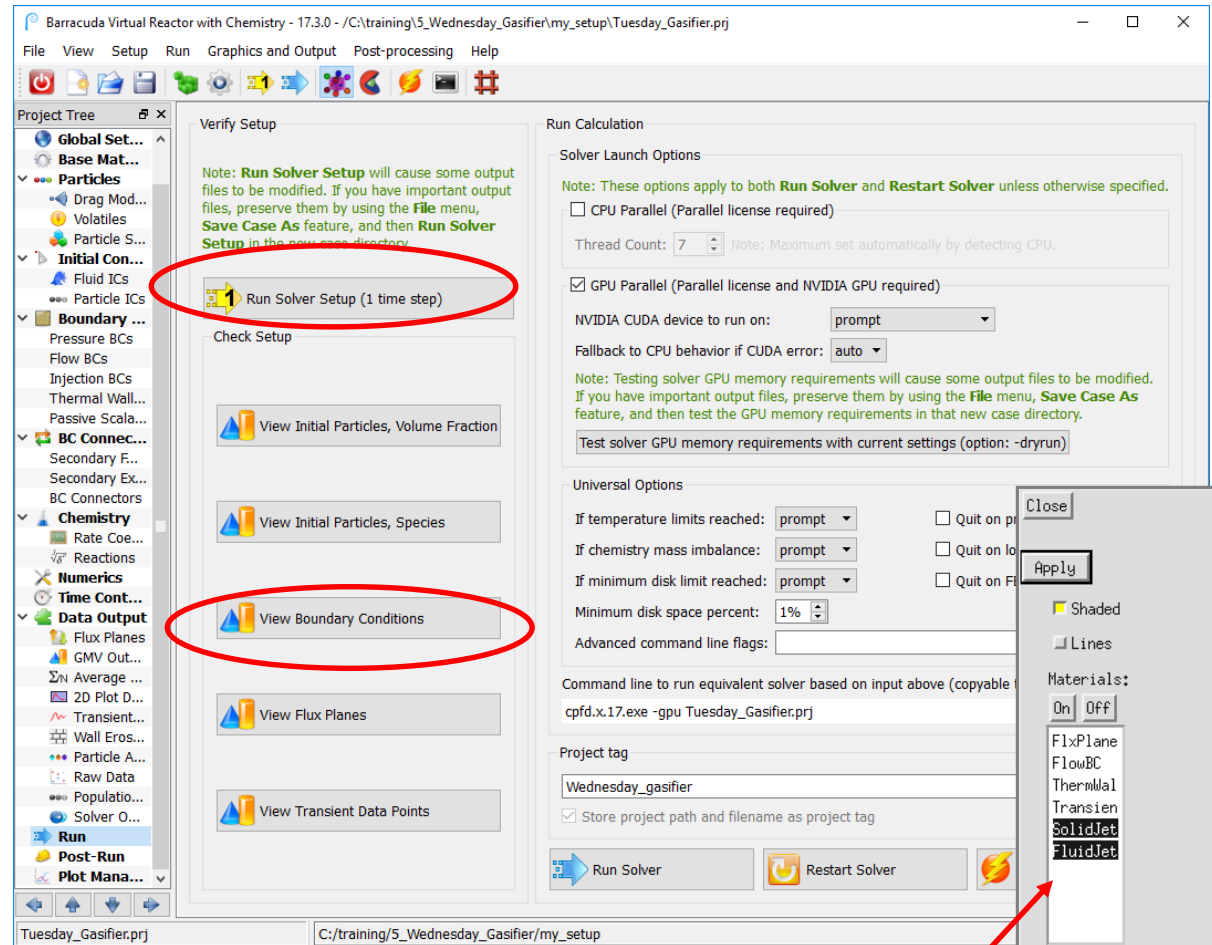 Barracuda Virtual Reactor with Chemistry - 17.3.0 - /C:\training\5_Wednesday_Gasifier\my_setup\Tuesday_Gasifier.prj
File View Setup Run Graphics and Output Post-processing Help
Project Tree
Global Set...
Base Mat...
Particles
Drag Mod...
Volatiles
Particle S...
Initial Con...
Fluid ICs
Particle ICs
Boundary ...
Pressure BCs
Flow BCs
Injection BCs
Thermal Wall...
Passive Scala...
BC Connec...
Secondary F...
Secondary Ex...
BC Connectors
Chemistry
Rate Coe...
Reactions
Numerics
Time Cont...
Data Output
Flux Planes
GMV Out...
Average ...
2D Plot D...
Transient...
Wall Eros...
Particle A...
Raw Data
Populatio...
Solver O...
Run
Post-Run
Plot Mana...
Verify Setup
Note: Run Solver Setup will cause some output
files to be modified. If you have important output
files, preserve them by using the File menu,
Save Case As feature, and then Run Solver
Setup in the new case directory.
1 Run Solver Setup (1 time step)
Check Setup
View Initial Particles, Volume Fraction
View Initial Particles, Species
View Boundary Conditions
View Flux Planes
View Transient Data Points
Run Calculation
Solver Launch Options
Note: These options apply to both Run Solver and Restart Solver unless otherwise specified.
CPU Parallel (Parallel license required)
Thread Count: 7 Note: Maximum set automatically by detecting CPU.
GPU Parallel (Parallel license and NVIDIA GPU required)
NVIDIA CUDA device to run on: prompt
Fallback to CPU behavior if CUDA error: auto
Note: Testing solver GPU memory requirements will cause some output files to be modified.
If you have important output files, preserve them by using the File menu, Save Case As
feature, and then test the GPU memory requirements in that new case directory.
Test solver GPU memory requirements with current settings (option: -dryrun)
Universal Options
If temperature limits reached: prompt Quit on pr
If chemistry mass imbalance: prompt Quit on lo
If minimum disk limit reached: prompt Quit on FE
Minimum disk space percent: 1%
Advanced command line flags:
Command line to run equivalent solver based on input above (copyable
cpfd.x.17.exe -gpu Tuesday_Gasifier.prj
Project tag
Wednesday_gasifier
Store project path and filename as project tag
Run Solver Restart Solver
Close
Apply
Shaded
Lines
Materials:
On Off
FlxPlane
FlowBC
ThermWal
Transien
SolidJet
FluidJet
Tuesday_Gasifier.prj C:/training/5_Wednesday_Gasifier/my_setup